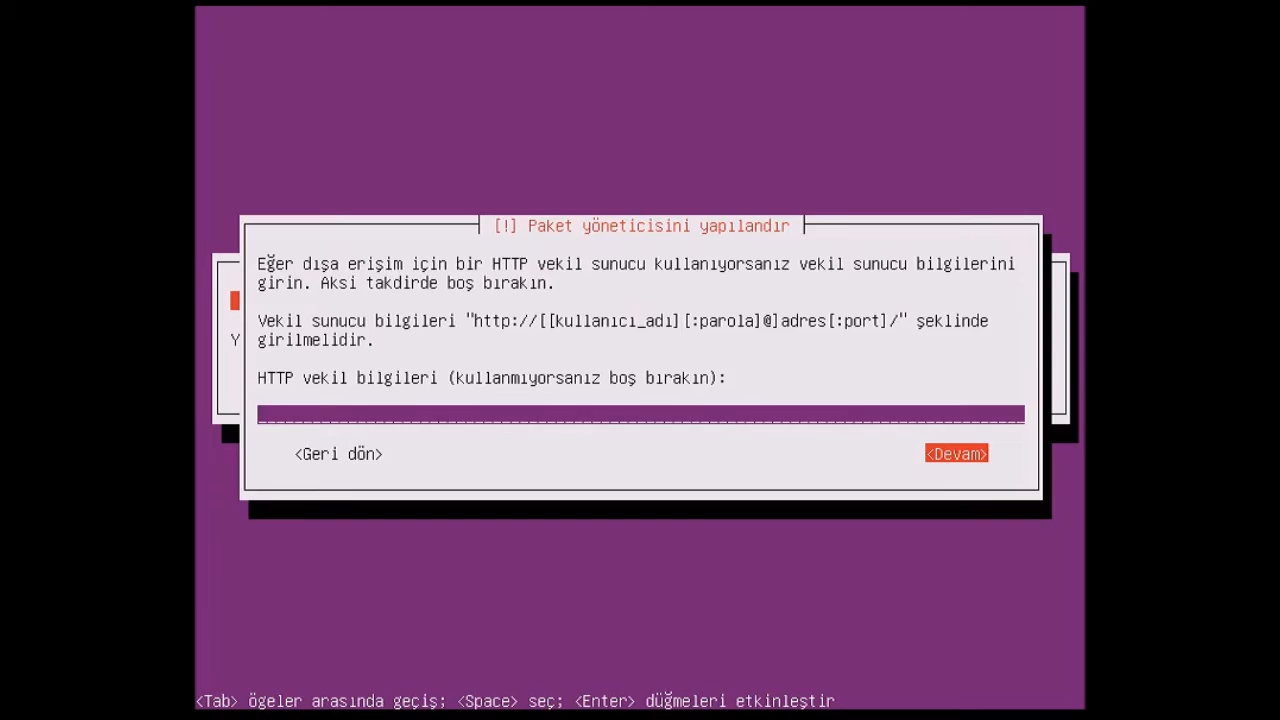 [!] Paket yöneticisini yapılandır
Eğer dışa erişim için bir HTTP vekil sunucu kullanıyorsanız vekil sunucu bilgilerini
girin. Aksi takdirde boş bırakın.
Vekil sunucu bilgileri "http://[[kullanıcı_adı][:parola]@]adres[:port]/" şeklinde
girilmelidir.
Y
HTTP vekil bilgileri (kullanmıyorsanız boş bırakın):
<Geri dön> <Devam>
<Tab> ögeler arasında geçiş; <Space> seç; <Enter> düğmeleri etkinleştir